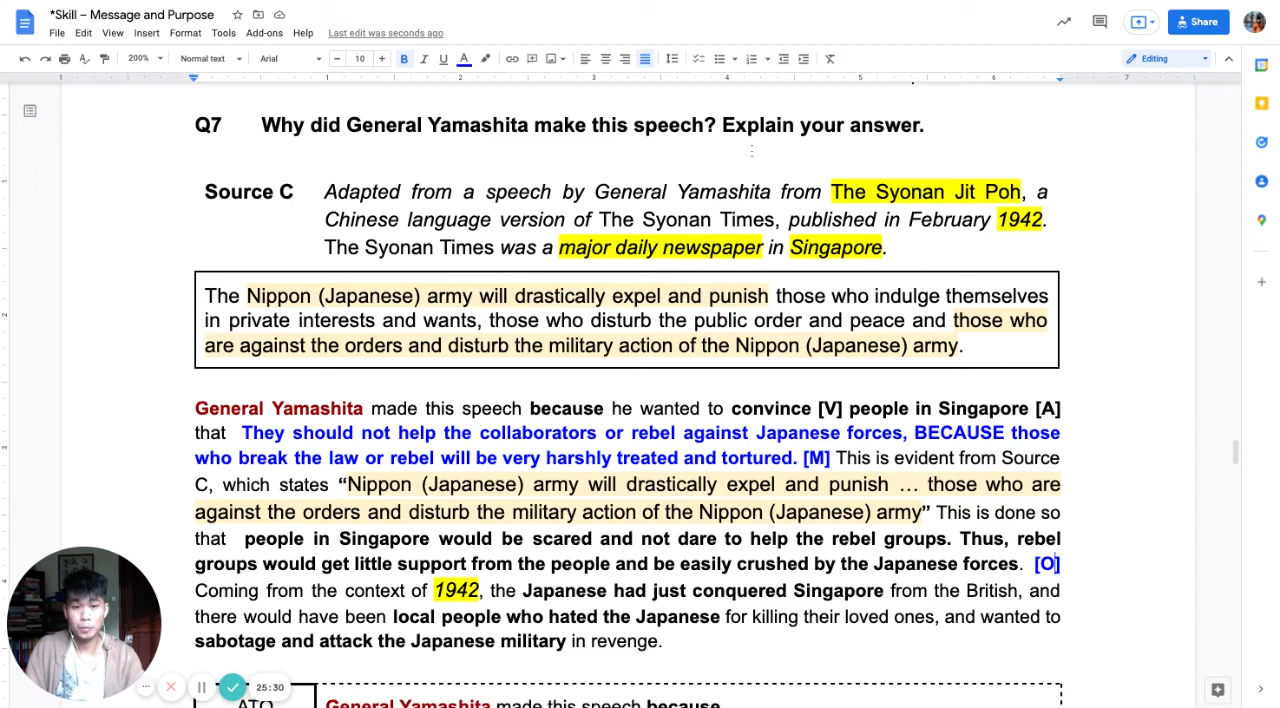 *Skill – Message and Purpose
File Edit View Insert Format Tools Add-ons Help Last edit was seconds ago
Share
200% Normal text Arial 10 B I U A Editing
1 1 2 3 4 5 6 7
Q7 Why did General Yamashita make this speech? Explain your answer.
Source C Adapted from a speech by General Yamashita from The Syonan Jit Poh, a
Chinese language version of The Syonan Times, published in February 1942.
The Syonan Times was a major daily newspaper in Singapore.
The Nippon (Japanese) army will drastically expel and punish those who indulge themselves
in private interests and wants, those who disturb the public order and peace and those who
are against the orders and disturb the military action of the Nippon (Japanese) army.
General Yamashita made this speech because he wanted to convince [V] people in Singapore [A]
that They should not help the collaborators or rebel against Japanese forces, BECAUSE those
who break the law or rebel will be very harshly treated and tortured. [M] This is evident from Source
C, which states “Nippon (Japanese) army will drastically expel and punish … those who are
against the orders and disturb the military action of the Nippon (Japanese) army” This is done so
that people in Singapore would be scared and not dare to help the rebel groups. Thus, rebel
groups would get little support from the people and be easily crushed by the Japanese forces. [O]
Coming from the context of 1942, the Japanese had just conquered Singapore from the British, and
there would have been local people who hated the Japanese for killing their loved ones, and wanted to
sabotage and attack the Japanese military in revenge.
25:30
ATO General Yamashita made this speech because